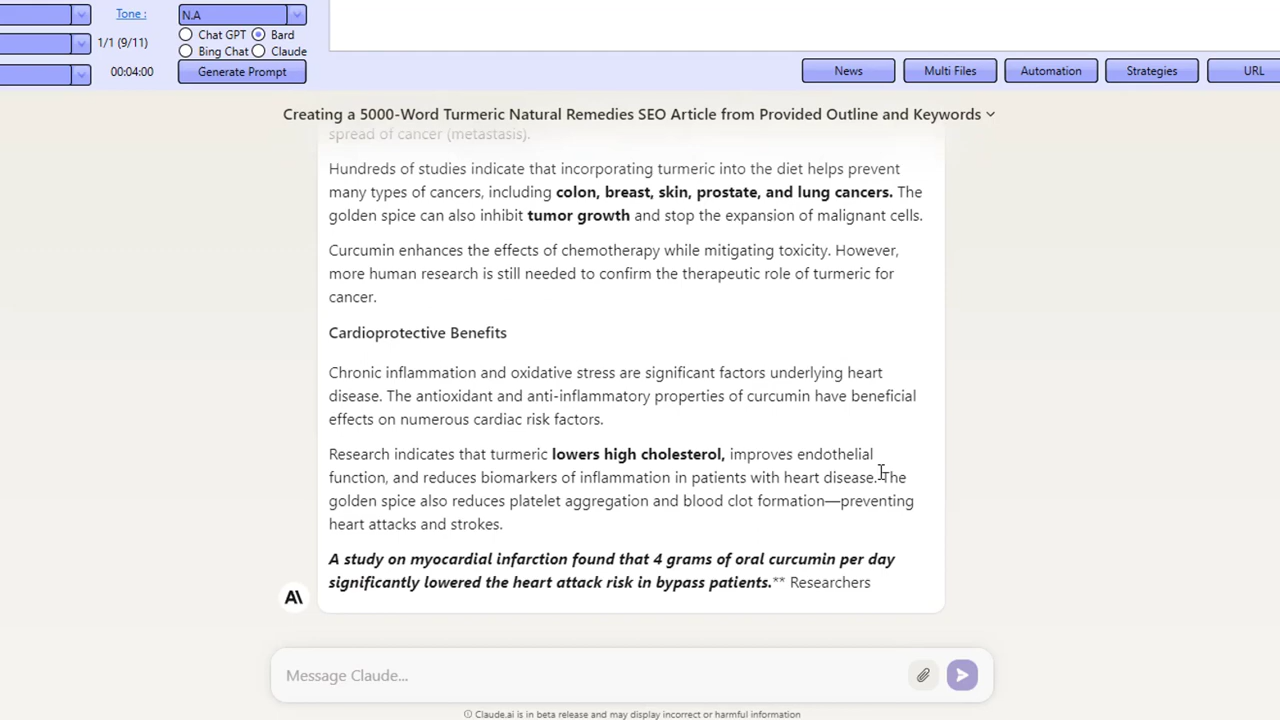 Tone :
N.A
Chat GPT
Bard
1/1 (9/11)
Bing Chat
Claude
00:04:00
Generate Prompt
News
Multi Files
Automation
Strategies
URL
Creating a 5000-Word Turmeric Natural Remedies SEO Article from Provided Outline and Keywords
spread of cancer (metastasis).
Hundreds of studies indicate that incorporating turmeric into the diet helps prevent
many types of cancers, including colon, breast, skin, prostate, and lung cancers. The
golden spice can also inhibit tumor growth and stop the expansion of malignant cells.
Curcumin enhances the effects of chemotherapy while mitigating toxicity. However,
more human research is still needed to confirm the therapeutic role of turmeric for
cancer.
Cardioprotective Benefits
Chronic inflammation and oxidative stress are significant factors underlying heart
disease. The antioxidant and anti-inflammatory properties of curcumin have beneficial
effects on numerous cardiac risk factors.
Research indicates that turmeric lowers high cholesterol, improves endothelial
function, and reduces biomarkers of inflammation in patients with heart disease. The
golden spice also reduces platelet aggregation and blood clot formation—preventing
heart attacks and strokes.
A study on myocardial infarction found that 4 grams of oral curcumin per day
significantly lowered the heart attack risk in bypass patients.** Researchers
A\
Message Claude...
Claude.ai is in beta release and may display incorrect or harmful information